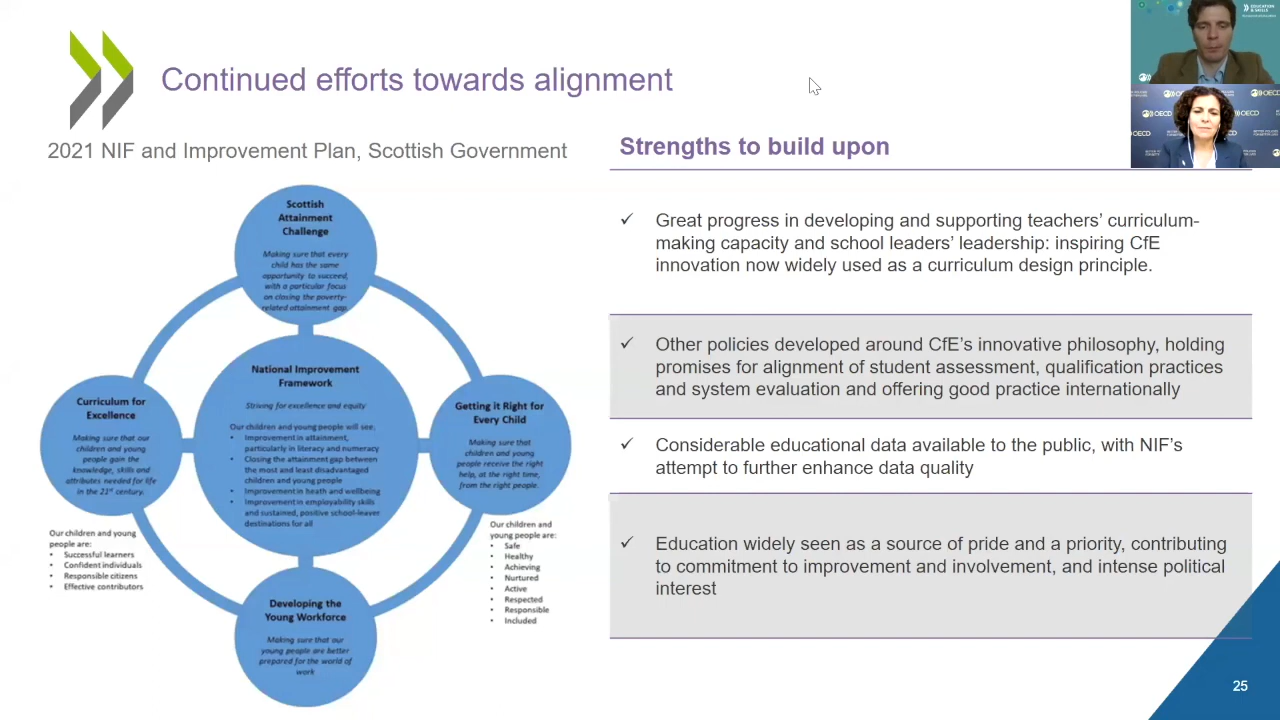 Continued efforts towards alignment
2021 NIF and Improvement Plan, Scottish Government
Scottish
Attainment
Challenge
Making sure that every
child has the same
opportunity to succeed,
with a particular focus
on closing the poverty-
related attainment gap.
National Improvement
Framework
Striving for excellence and equity
Our children and young people will see.
• Improvement in attainment,
particularly in literacy and numeracy
• Closing the attainment gap between
the most and least disadvantaged
children and young people
• Improvement in heath and wellbeing
• Improvement in employability skills
and sustained, positive school-leaver
destinations for all
Curriculum for
Excellence
Making sure that our
children and young
people gain the
knowledge, skills and
attributes needed for life
in the 21st century.
Our children and young
people are:
• Successful learners
• Confident individuals
• Responsible citizens
• Effective contributors
Getting it Right for
Every Child
Making sure that
children and young
people receive the right
help, at the right time,
from the right people.
Our children and
young people are:
• Safe
• Healthy
• Achieving
• Nurtured
• Active
• Respected
• Responsible
• Included
Developing the
Young Workforce
Making sure that our
young people are better
prepared for the world of
work
Strengths to build upon
✓ Great progress in developing and supporting teachers' curriculum-
making capacity and school leaders' leadership: inspiring CfE
innovation now widely used as a curriculum design principle.
✓ Other policies developed around CfE's innovative philosophy, holding
promises for alignment of student assessment, qualification practices
and system evaluation and offering good practice internationally
✓ Considerable educational data available to the public, with NIF's
attempt to further enhance data quality
✓ Education widely seen as a source of pride and a priority, contributing
to commitment to improvement and involvement, and intense political
interest
25
EDUCATION
& SKILLS
OECD
OECD
OECD
OECD